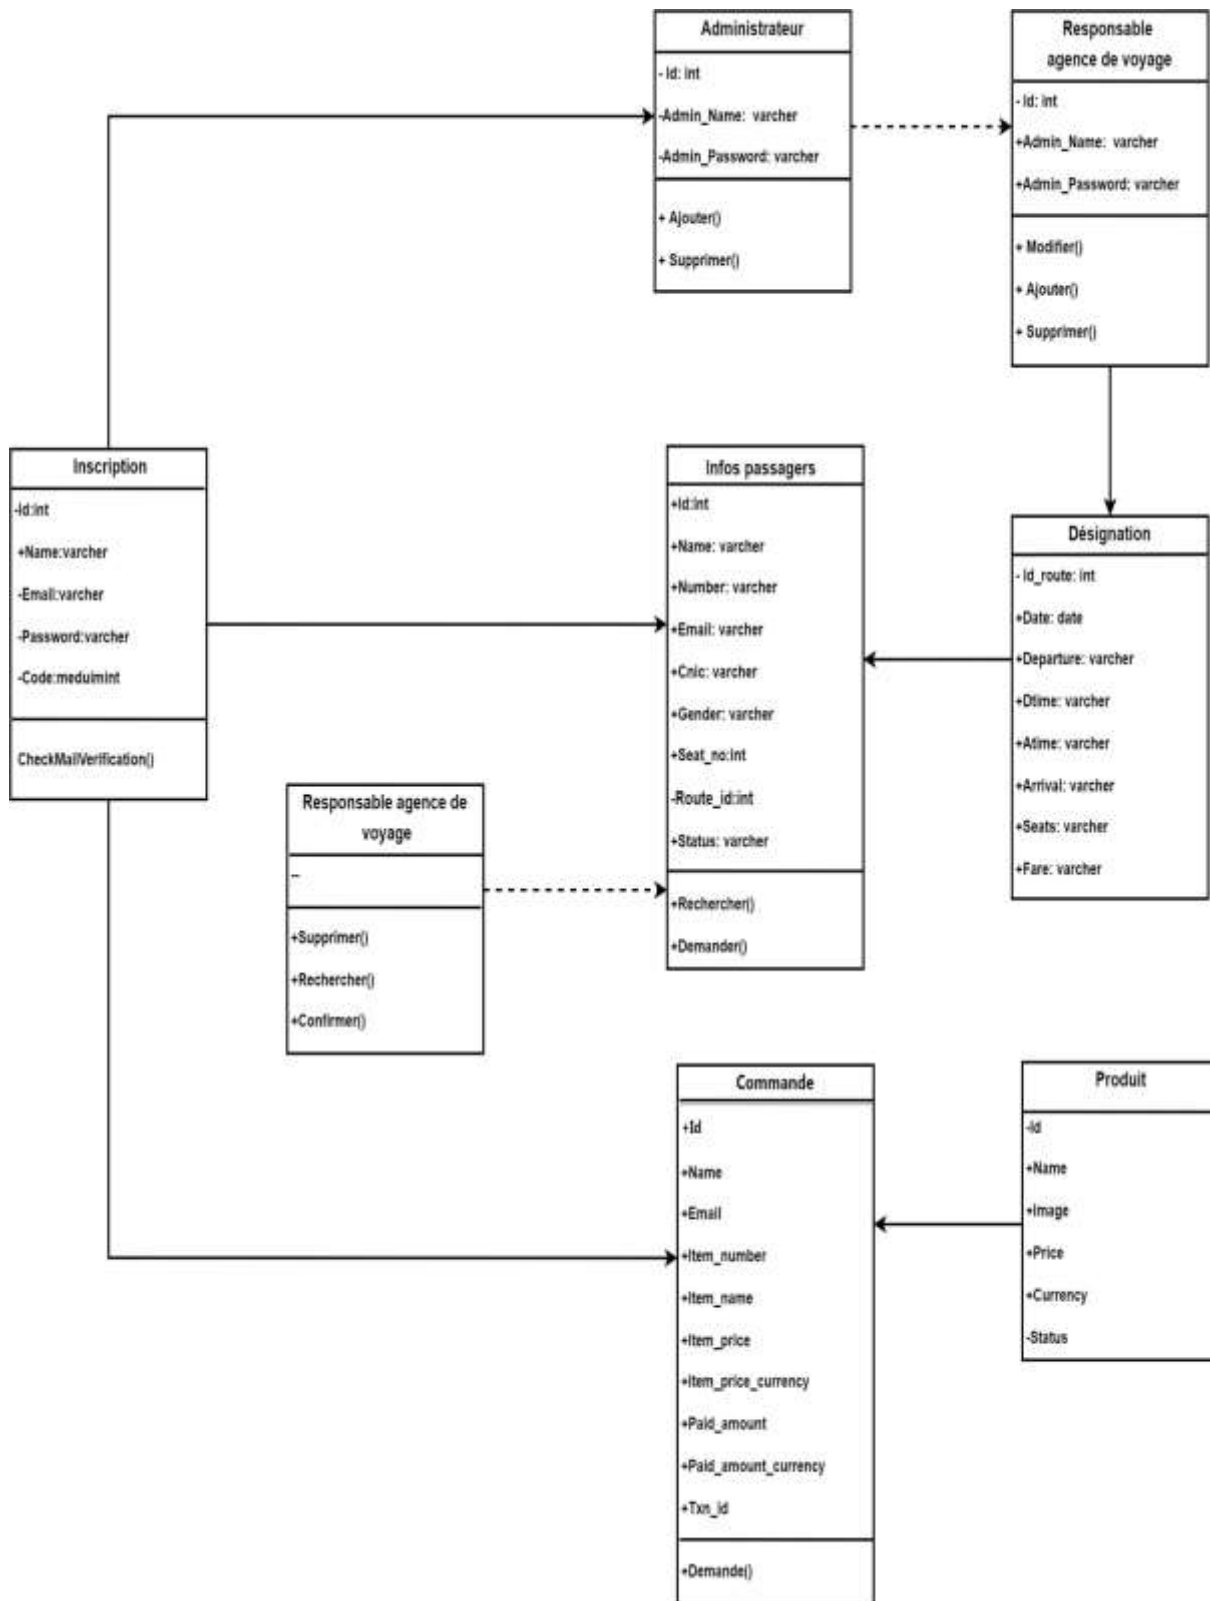 Administrateur
- Id: int
-Admin_Name: varcher
-Admin_Password: varcher
+ Ajouter()
+ Supprimer()
Responsable
agence de voyage
- Id: int
+Admin_Name: varcher
+Admin_Password: varcher
+ Modifier()
+ Ajouter()
+ Supprimer()
Inscription
-Id:int
+Name:varcher
-Email:varcher
-Password:varcher
-Code:meduimint
CheckMailVerification()
Infos passagers
+Id:int
+Name: varcher
+Number: varcher
+Email: varcher
+Cnic: varcher
+Gender: varcher
+Seat_no:int
-Route_id:int
+Status: varcher
+Rechercher()
+Demander()
Désignation
- Id_route: int
+Date: date
+Departure: varcher
+Dtime: varcher
+Atime: varcher
+Arrival: varcher
+Seats: varcher
+Fare: varcher
Responsable agence de
voyage
--
+Supprimer()
+Rechercher()
+Confirmer()
Commande
+Id
+Name
+Email
+Item_number
+Item_name
+Item_price
+Item_price_currency
+Paid_amount
+Paid_amount_currency
+Txn_id
+Demande()
Produit
-Id
+Name
+Image
+Price
+Currency
-Status